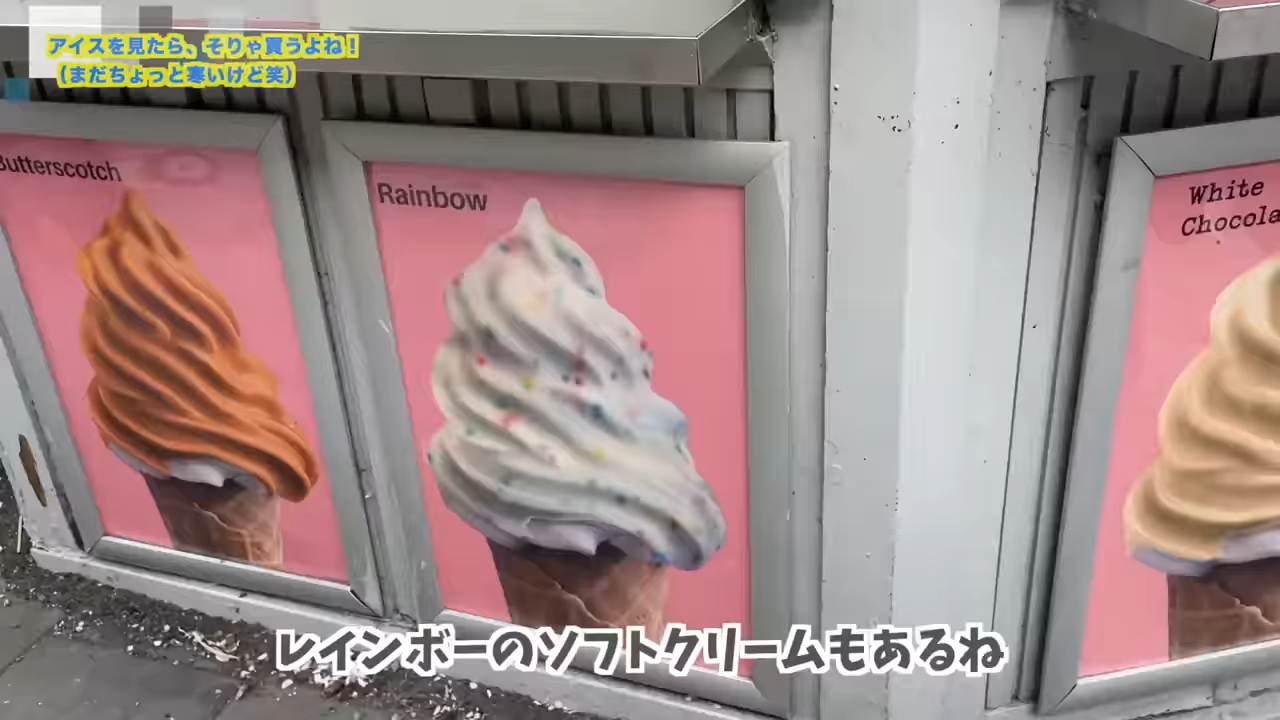 アイスを見たら、そりゃ買うよね！
（まだちょっと寒いけど笑）
Butterscotch
Rainbow
White
レインボーのソフトクリームもあるね